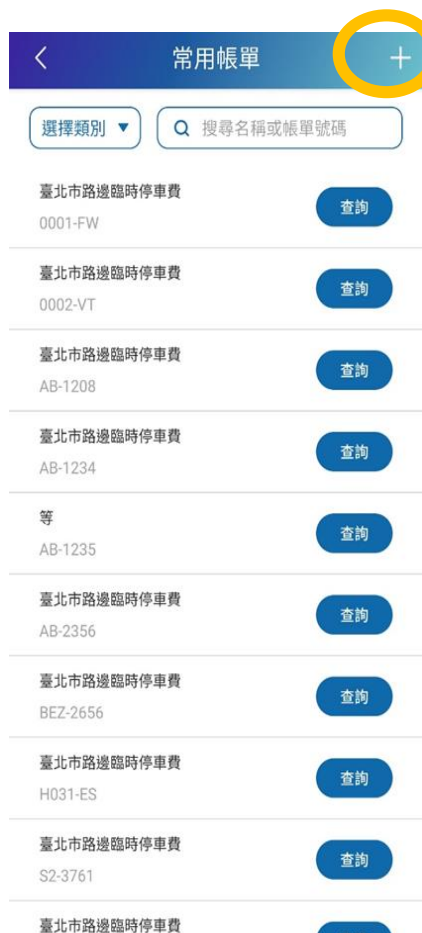 常用帳單
選擇類別 ▼ 搜尋名稱或帳單號碼
臺北市路邊臨時停車費
0001-FW
查詢
臺北市路邊臨時停車費
0002-VT
查詢
臺北市路邊臨時停車費
AB-1208
查詢
臺北市路邊臨時停車費
AB-1234
查詢
等
AB-1235
查詢
臺北市路邊臨時停車費
AB-2356
查詢
臺北市路邊臨時停車費
BEZ-2656
查詢
臺北市路邊臨時停車費
H031-ES
查詢
臺北市路邊臨時停車費
S2-3761
查詢
臺北市路邊臨時停車費